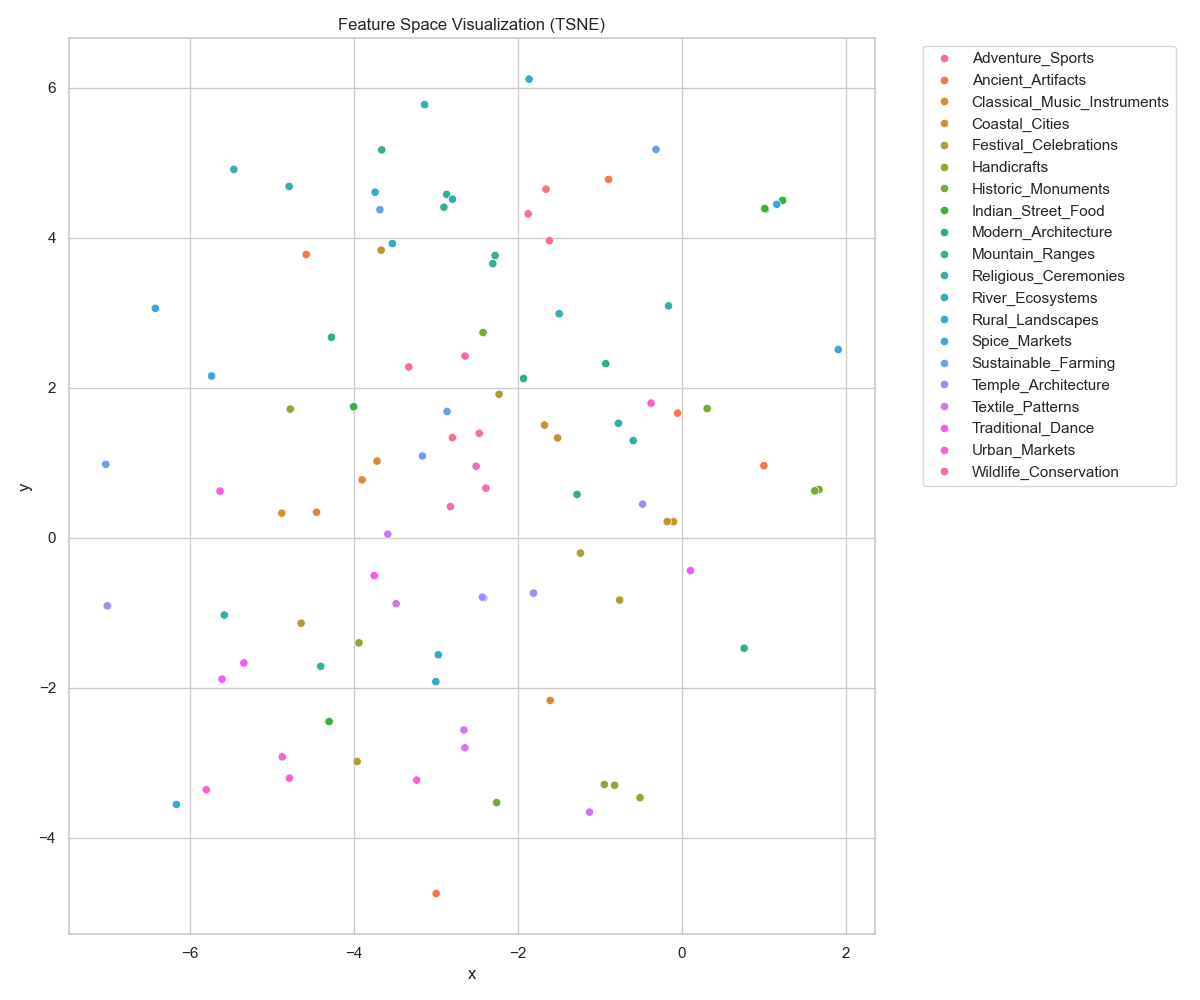 Feature Space Visualization (TSNE)
6
4
2
0
−2
−4
y
−6
−4
−2
0
2
x
Adventure_Sports
Ancient_Artifacts
Classical_Music_Instruments
Coastal_Cities
Festival_Celebrations
Handicrafts
Historic_Monuments
Indian_Street_Food
Modern_Architecture
Mountain_Ranges
Religious_Ceremonies
River_Ecosystems
Rural_Landscapes
Spice_Markets
Sustainable_Farming
Temple_Architecture
Textile_Patterns
Traditional_Dance
Urban_Markets
Wildlife_Conservation